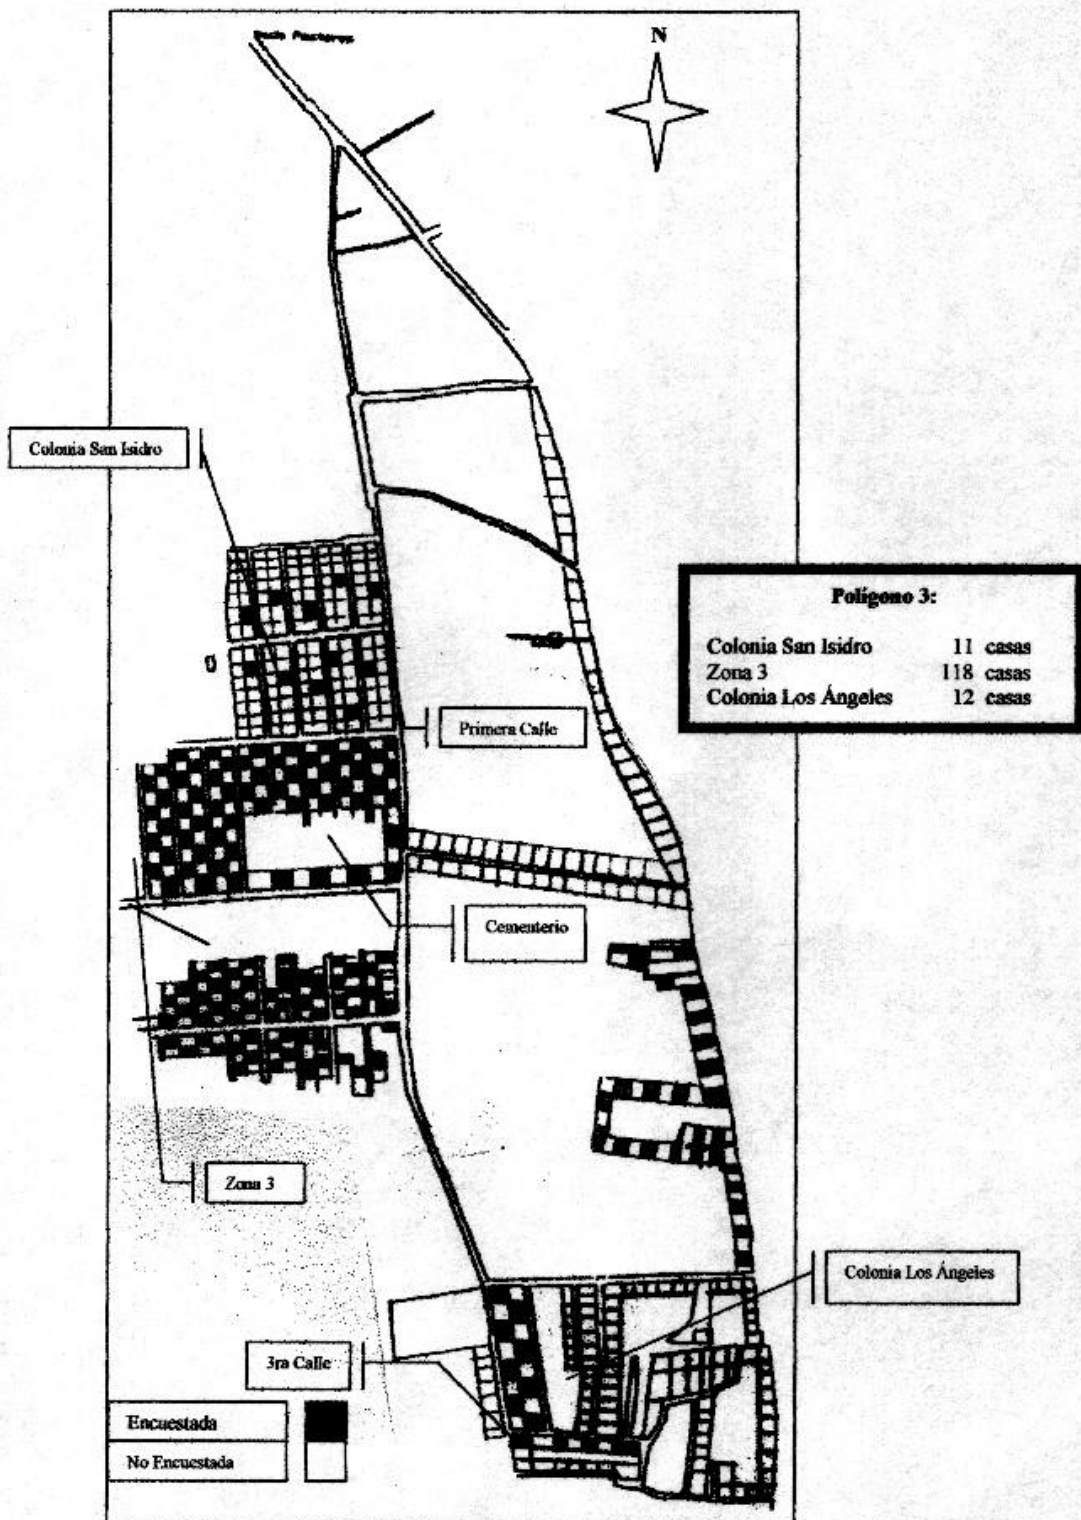 N
Colonia San Isidro
Polígono 3:
Colonia San Isidro 11 casas
Zona 3 118 casas
Colonia Los Ángeles 12 casas
Primera Calle
Cementerio
Zona 3
Colonia Los Ángeles
3ra Calle
Encuestada
No Encuestada